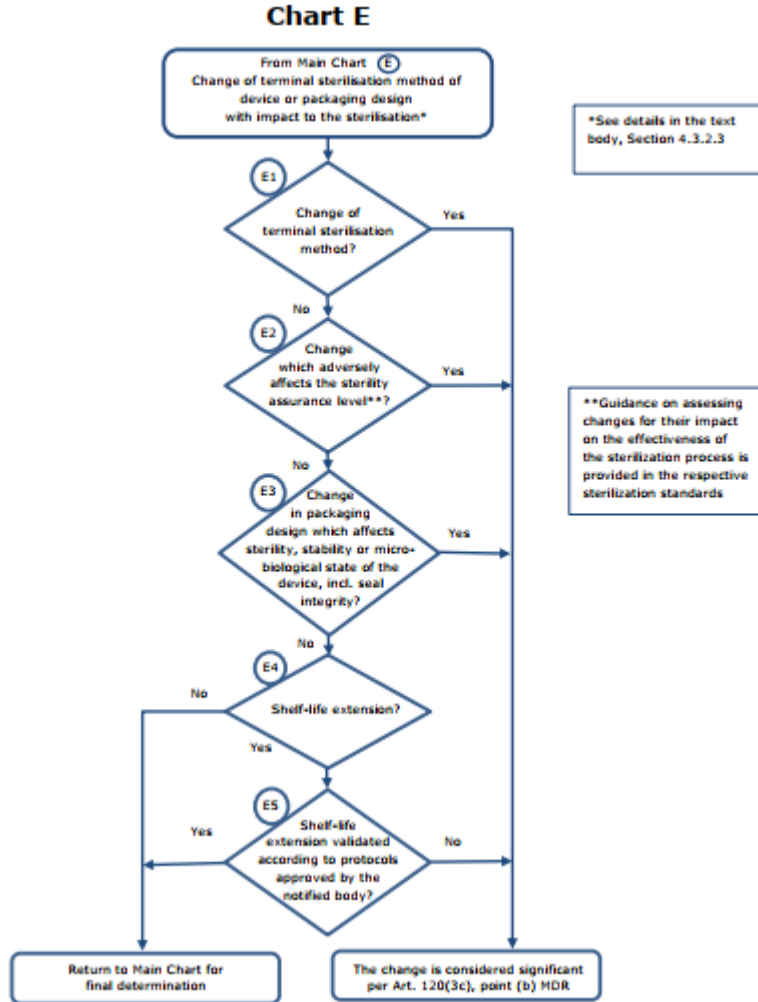 Chart E
From Main Chart E
Change of terminal sterilisation method of
device or packaging design
with impact to the sterilisation*
*See details in the text
body, Section 4.3.2.3
E1
Change of
terminal sterilisation
method?
Yes
No
E2
Change
which adversely
affects the sterility
assurance level**?
Yes
**Guidance on assessing
changes for their impact
on the effectiveness of
the sterilization process is
provided in the respective
sterilization standards
No
E3
Change
in packaging
design which affects
sterility, stability or micro-
biological state of the
device, incl. seal
integrity?
Yes
No
E4
Shelf-life extension?
No
Yes
E5
Shelf-life
extension validated
according to protocols
approved by the
notified body?
Yes
No
Return to Main Chart for
final determination
The change is considered significant
per Art. 120(3c), point (b) MDR